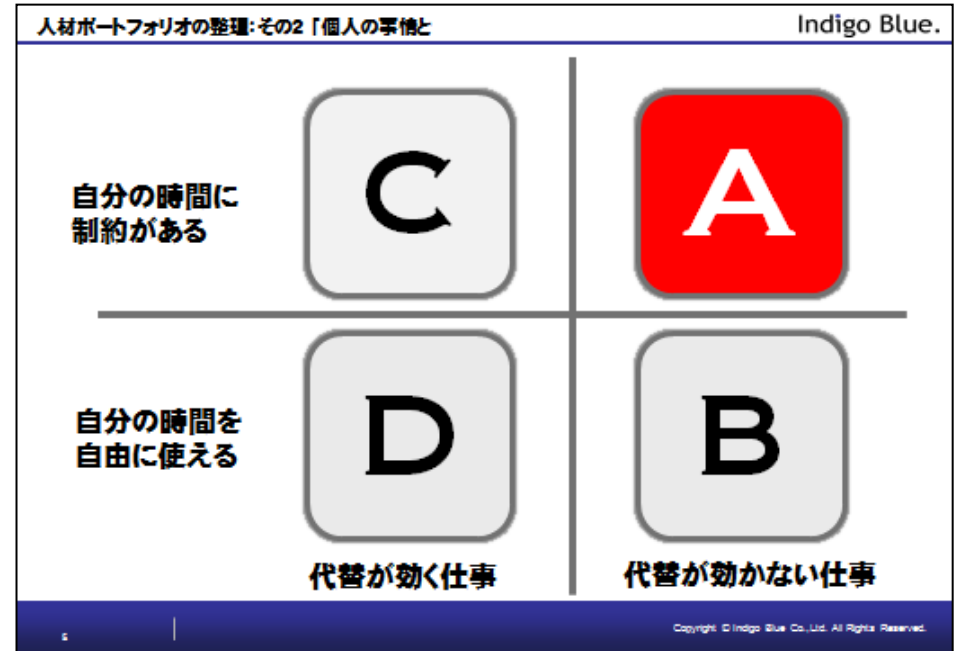 人材ポートフォリオの整理：その2「個人の事情と
Indigo Blue.
C
A
自分の時間に
制約がある
自分の時間を
自由に使える
D
B
代替が効く仕事
代替が効かない仕事
5
Copyright © Indigo Blue Co.,Ltd. All Rights Reserved.